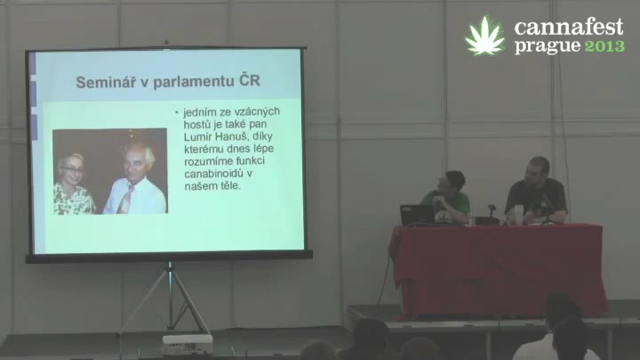 cannafest
prague 2013
Seminář v parlamentu ČR
• jedním ze vzácných
hostů je také pan
Lumír Hanuš, díky
kterému dnes lépe
rozumíme funkci
canabinoidů v
našem těle.